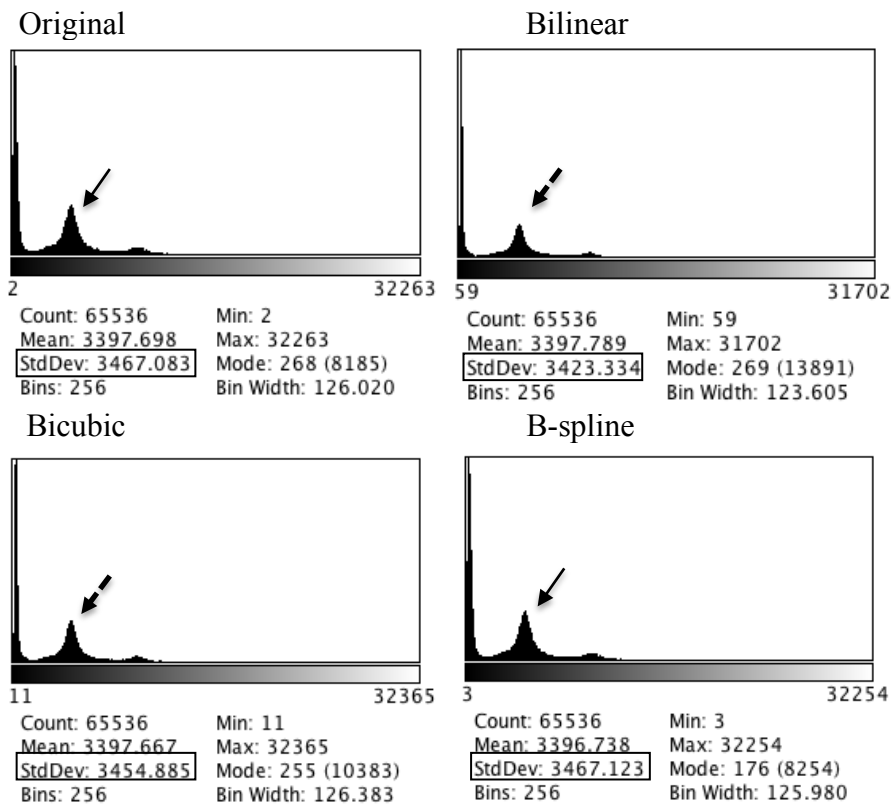 Original
2 32263
Count: 65536 Min: 2
Mean: 3397.698 Max: 32263
StdDev: 3467.083 Mode: 268 (8185)
Bins: 256 Bin Width: 126.020
Bilinear
59 31702
Count: 65536 Min: 59
Mean: 3397.789 Max: 31702
StdDev: 3423.334 Mode: 269 (13891)
Bins: 256 Bin Width: 123.605
Bicubic
11 32365
Count: 65536 Min: 11
Mean: 3397.667 Max: 32365
StdDev: 3454.885 Mode: 255 (10383)
Bins: 256 Bin Width: 126.383
B-spline
3 32254
Count: 65536 Min: 3
Mean: 3396.738 Max: 32254
StdDev: 3467.123 Mode: 176 (8254)
Bins: 256 Bin Width: 125.980